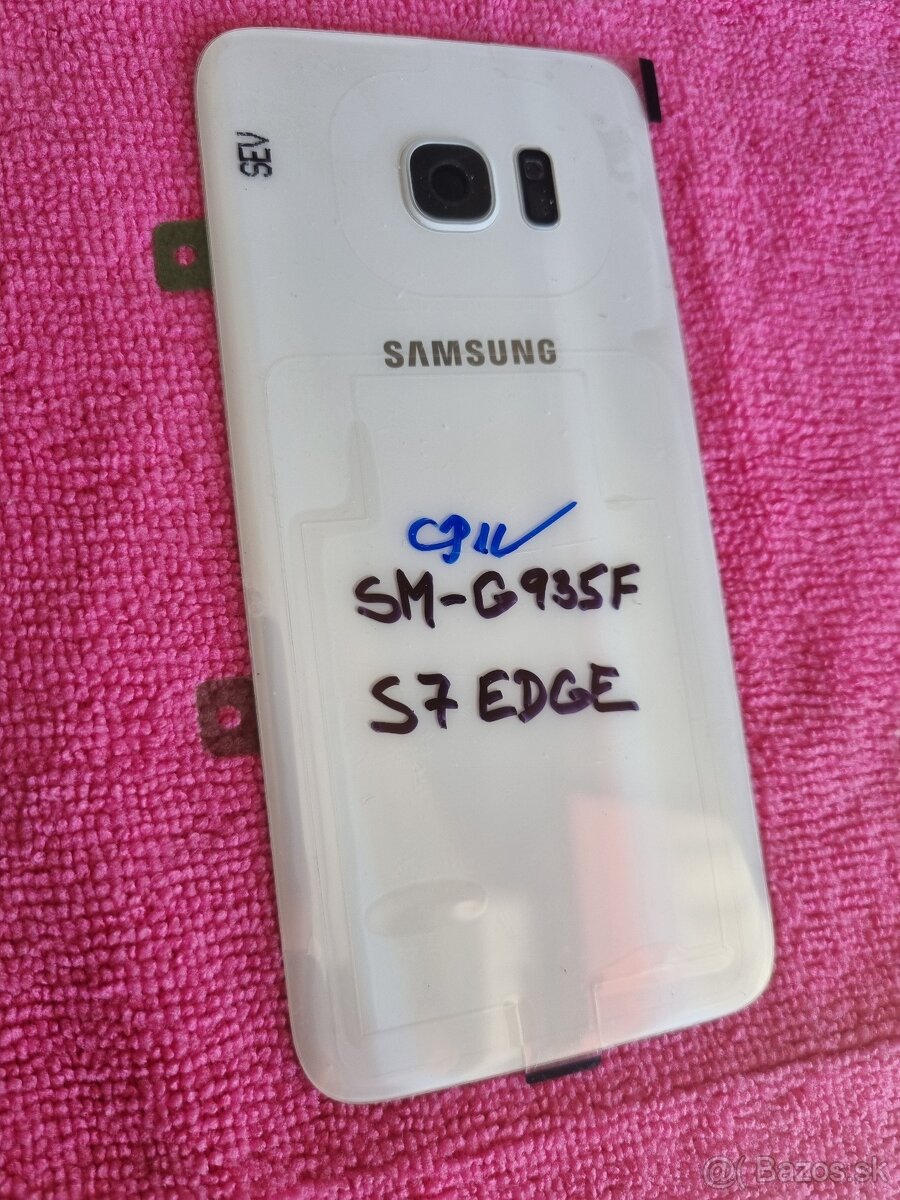 SEV
SAMSUNG
SM-G935F
S7 EDGE
@( Bazos.sk